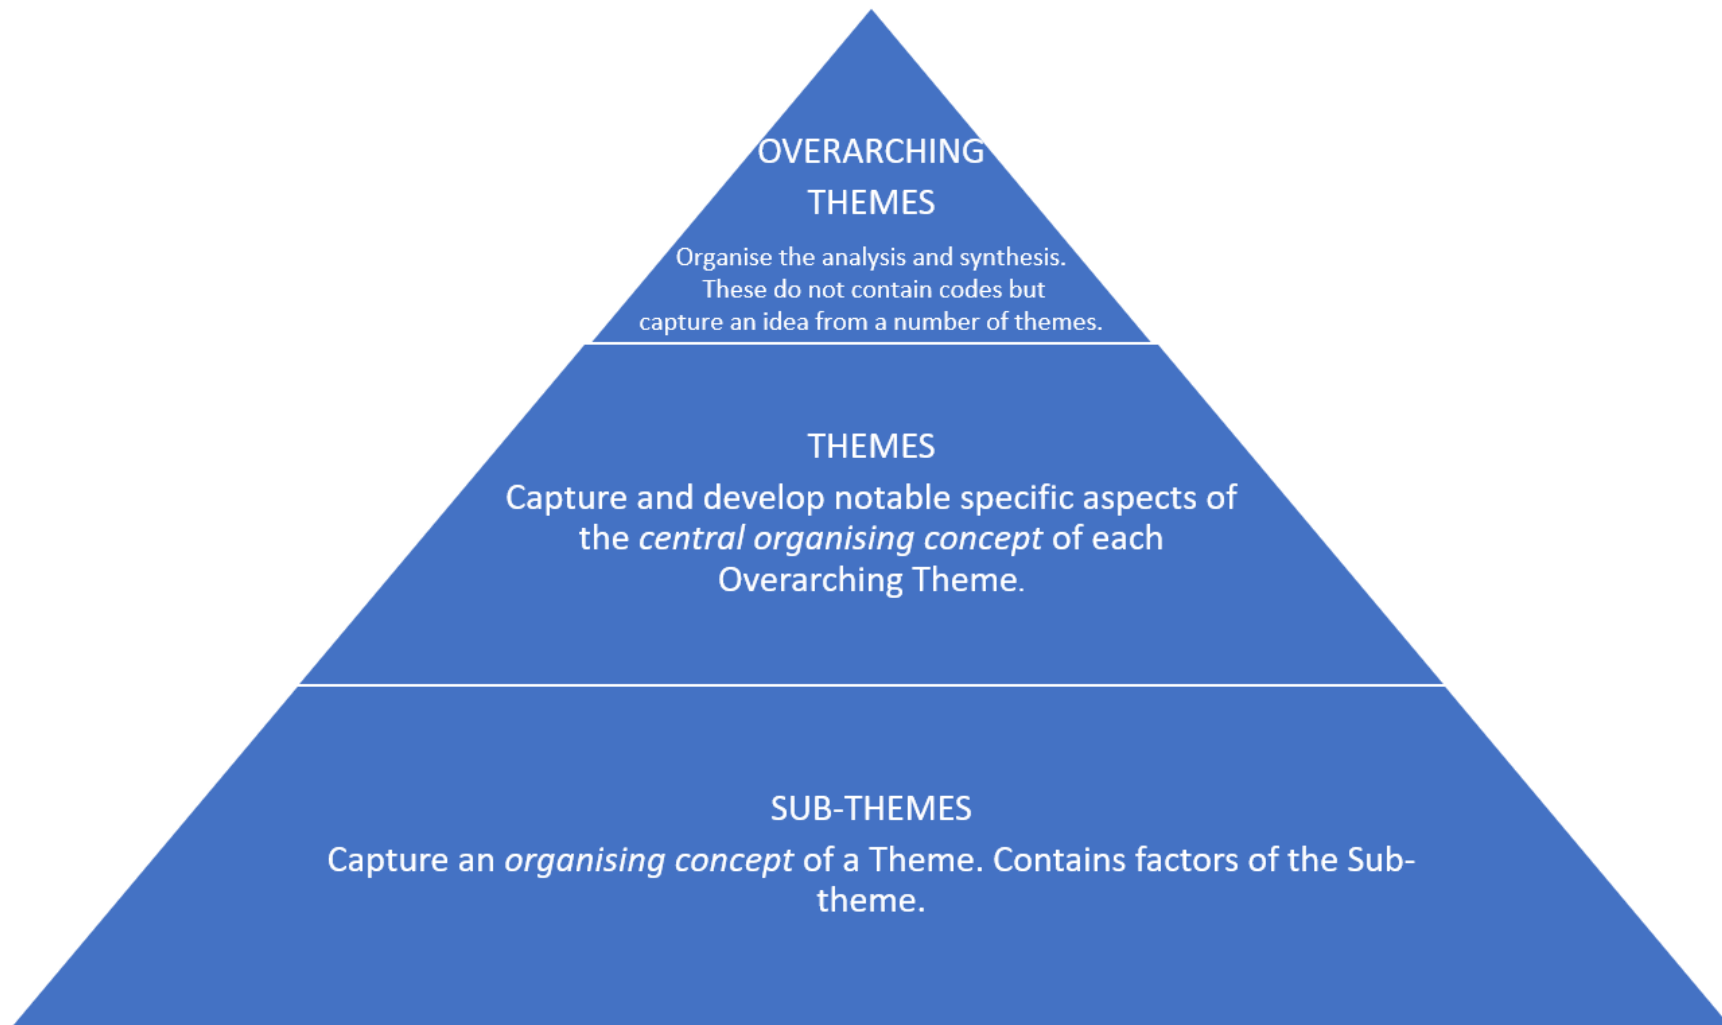 OVERARCHING
THEMES
Organise the analysis and synthesis.
These do not contain codes but
capture an idea from a number of themes.
THEMES
Capture and develop notable specific aspects of
the central organising concept of each
Overarching Theme.
SUB-THEMES
Capture an organising concept of a Theme. Contains factors of the Sub-
theme.